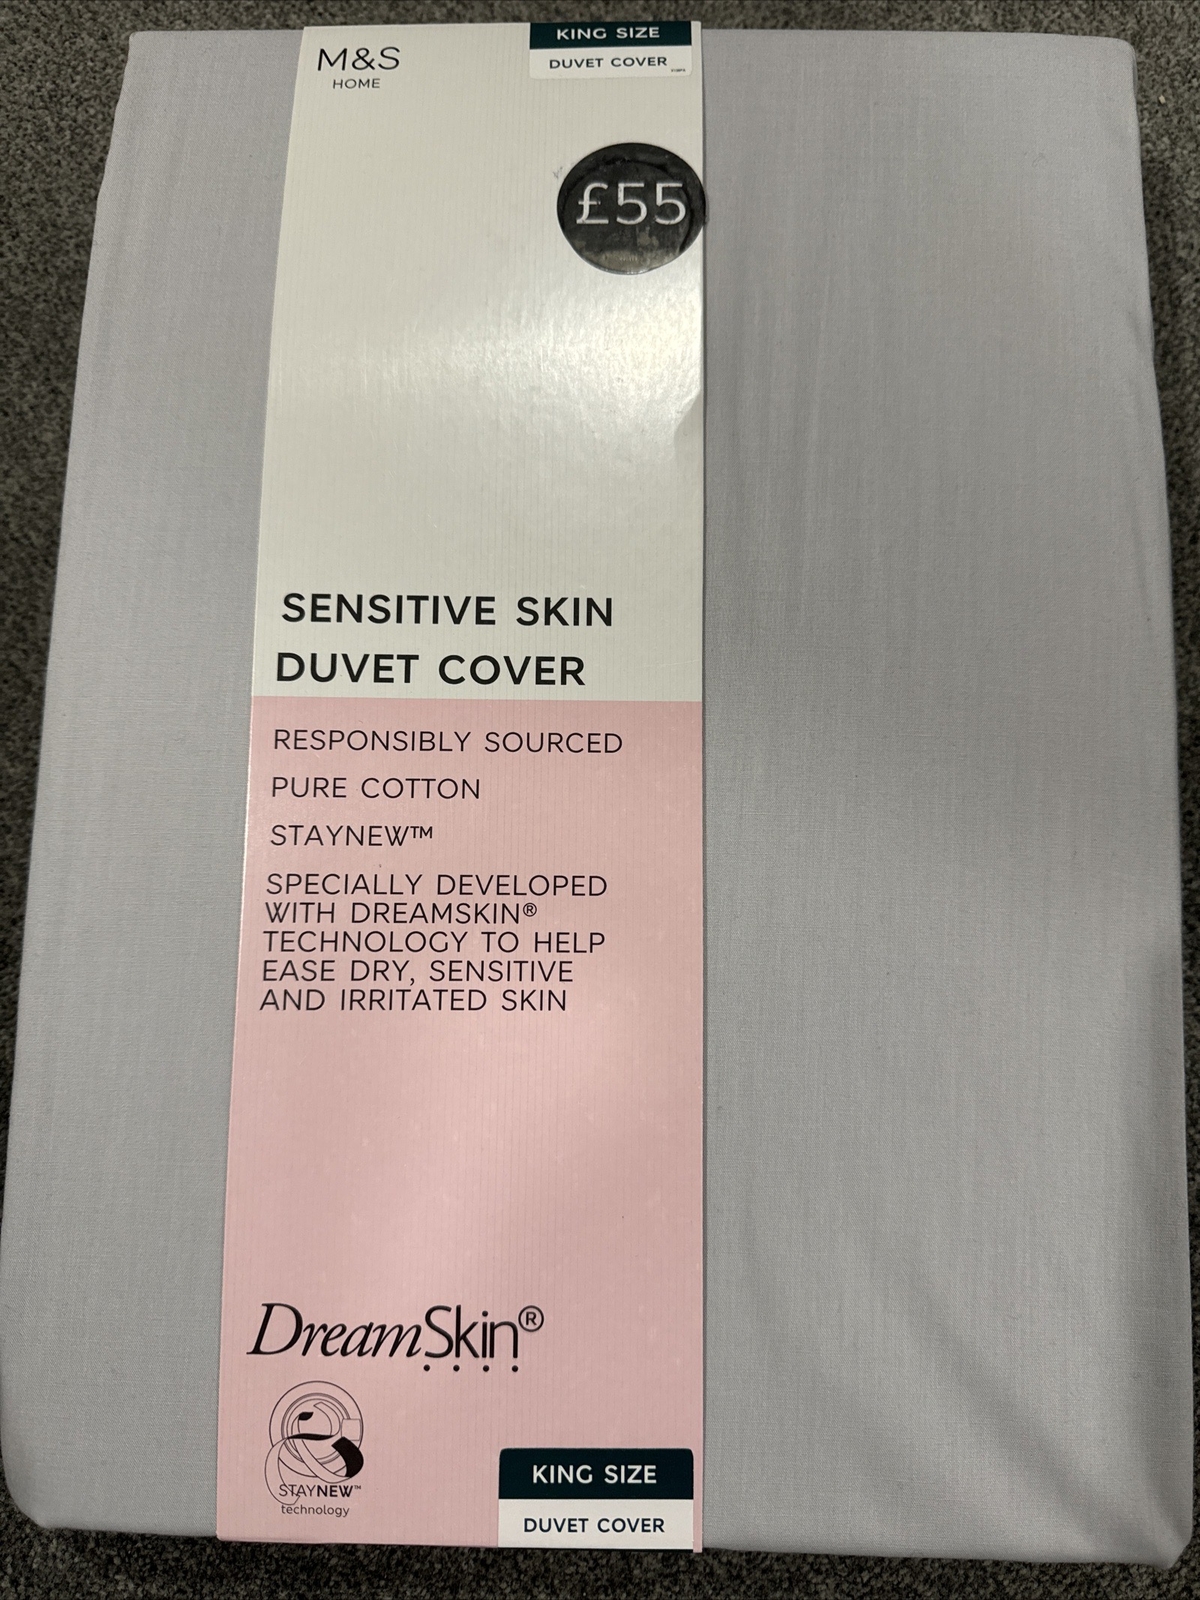 KING SIZE
DUVET COVER
M&S
HOME
£55
SENSITIVE SKIN
DUVET COVER
RESPONSIBLY SOURCED
PURE COTTON
STAYNEW™
SPECIALLY DEVELOPED
WITH DREAMSKIN®
TECHNOLOGY TO HELP
EASE DRY, SENSITIVE
AND IRRITATED SKIN
DreamSkin®
STAYNEW™
technology
KING SIZE
DUVET COVER